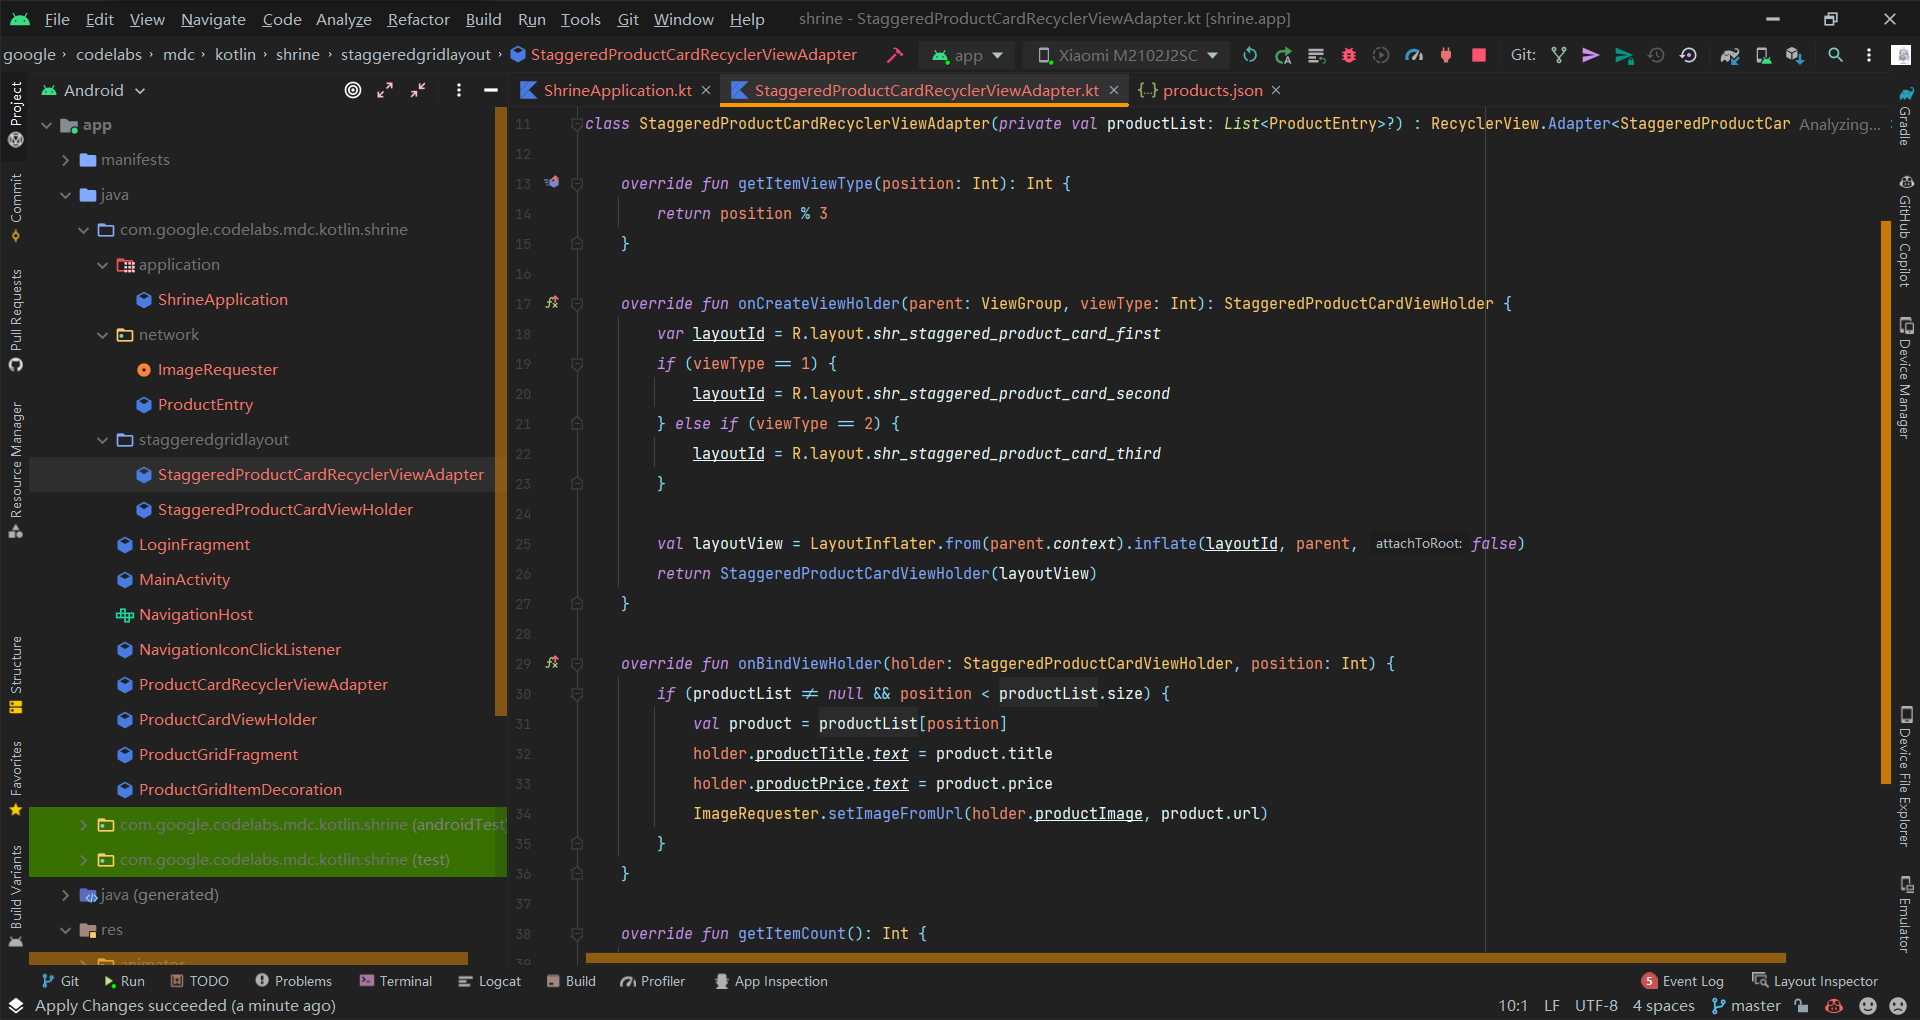 File Edit View Navigate Code Analyze Refactor Build Run Tools Git Window Help shrine - StaggeredProductCardRecyclerViewAdapter.kt [shrine.app]
google codelabs mdc kotlin shrine staggeredgridlayout StaggeredProductCardRecyclerViewAdapter app Xiaomi M2102J2SC Git:
Android ShrineApplication.kt StaggeredProductCardRecyclerViewAdapter.kt products.json
Project
Commit
Pull Requests
Resource Manager
Structure
Favorites
Build Variants
app
manifests
java
com.google.codelabs.mdc.kotlin.shrine
application
ShrineApplication
network
ImageRequester
ProductEntry
staggeredgridlayout
StaggeredProductCardRecyclerViewAdapter
StaggeredProductCardViewHolder
LoginFragment
MainActivity
NavigationHost
NavigationIconClickListener
ProductCardRecyclerViewAdapter
ProductCardViewHolder
ProductGridFragment
ProductGridItemDecoration
com.google.codelabs.mdc.kotlin.shrine (androidTest)
com.google.codelabs.mdc.kotlin.shrine (test)
java (generated)
res
animator
11 class StaggeredProductCardRecyclerViewAdapter(private val productList: List<ProductEntry>?) : RecyclerView.Adapter<StaggeredProductCar Analyzing...
12
13 override fun getItemViewType(position: Int): Int {
14 return position % 3
15 }
16
17 override fun onCreateViewHolder(parent: ViewGroup, viewType: Int): StaggeredProductCardViewHolder {
18 var layoutId = R.layout.shr_staggered_product_card_first
19 if (viewType == 1) {
20 layoutId = R.layout.shr_staggered_product_card_second
21 } else if (viewType == 2) {
22 layoutId = R.layout.shr_staggered_product_card_third
23 }
24
25 val layoutView = LayoutInflater.from(parent.context).inflate(layoutId, parent, attachToRoot: false)
26 return StaggeredProductCardViewHolder(layoutView)
27 }
28
29 override fun onBindViewHolder(holder: StaggeredProductCardViewHolder, position: Int) {
30 if (productList ≠ null && position < productList.size) {
31 val product = productList[position]
32 holder.productTitle.text = product.title
33 holder.productPrice.text = product.price
34 ImageRequester.setImageFromUrl(holder.productImage, product.url)
35 }
36 }
37
38 override fun getItemCount(): Int {
39
Gradle
GitHub Copilot
Device Manager
Device File Explorer
Emulator
Git Run TODO Problems Terminal Logcat Build Profiler App Inspection 5 Event Log Layout Inspector
Apply Changes succeeded (a minute ago) 10:1 LF UTF-8 4 spaces master